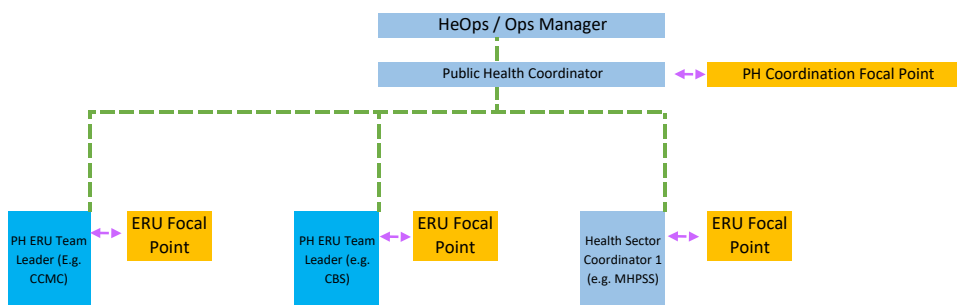 HeOps / Ops Manager
Public Health Coordinator
PH Coordination Focal Point
PH ERU Team
Leader (E.g.
CCMC)
ERU Focal
Point
PH ERU Team
Leader (e.g.
CBS)
ERU Focal
Point
Health Sector
Coordinator 1
(e.g. MHPSS)
ERU Focal
Point